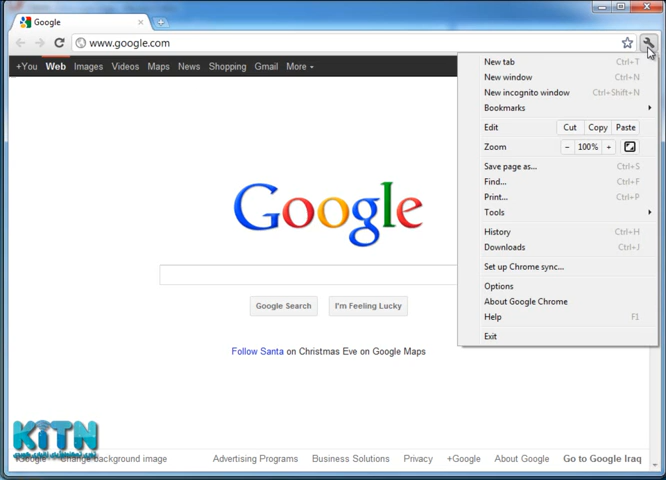 Google
www.google.com
+You Web Images Videos Maps News Shopping Gmail More
New tab Ctrl+T
New window Ctrl+N
New incognito window Ctrl+Shift+N
Bookmarks
Edit Cut Copy Paste
Zoom − 100% +
Save page as... Ctrl+S
Find... Ctrl+F
Print... Ctrl+P
Tools
History Ctrl+H
Downloads Ctrl+J
Set up Chrome sync...
Options
About Google Chrome
Help F1
Exit
Google
Google Search I'm Feeling Lucky
Follow Santa on Christmas Eve on Google Maps
KiTN
iGoogle Change background image Advertising Programs Business Solutions Privacy +Google About Google Go to Google Iraq